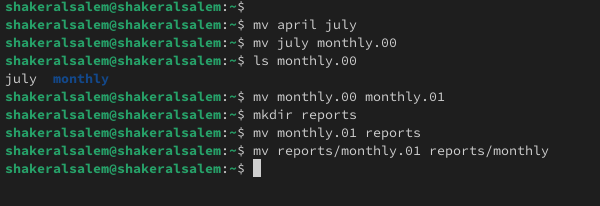 shakeralsalem@shakeralsalem:~$
shakeralsalem@shakeralsalem:~$ mv april july
shakeralsalem@shakeralsalem:~$ mv july monthly.00
shakeralsalem@shakeralsalem:~$ ls monthly.00
july  monthly
shakeralsalem@shakeralsalem:~$ mv monthly.00 monthly.01
shakeralsalem@shakeralsalem:~$ mkdir reports
shakeralsalem@shakeralsalem:~$ mv monthly.01 reports
shakeralsalem@shakeralsalem:~$ mv reports/monthly.01 reports/monthly
shakeralsalem@shakeralsalem:~$